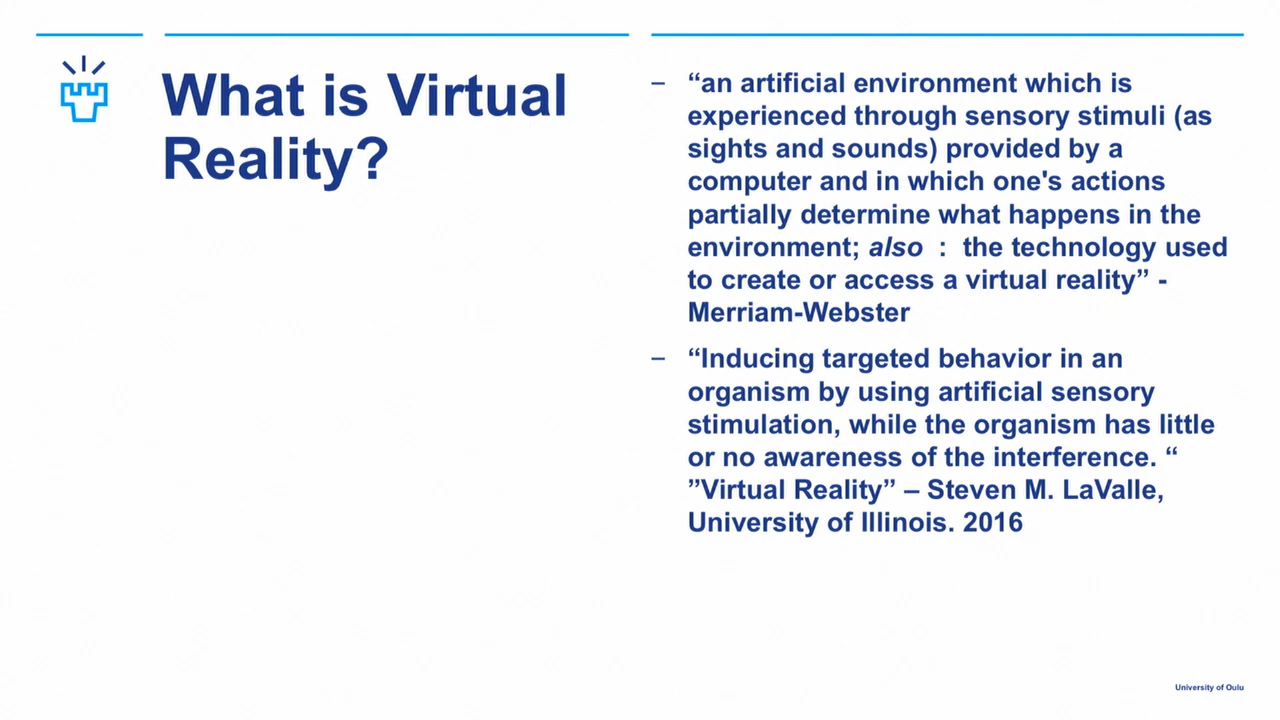 What is Virtual
Reality?
– “an artificial environment which is
experienced through sensory stimuli (as
sights and sounds) provided by a
computer and in which one's actions
partially determine what happens in the
environment; also : the technology used
to create or access a virtual reality” -
Merriam-Webster
– “Inducing targeted behavior in an
organism by using artificial sensory
stimulation, while the organism has little
or no awareness of the interference. “
”Virtual Reality” – Steven M. LaValle,
University of Illinois. 2016
University of Oulu